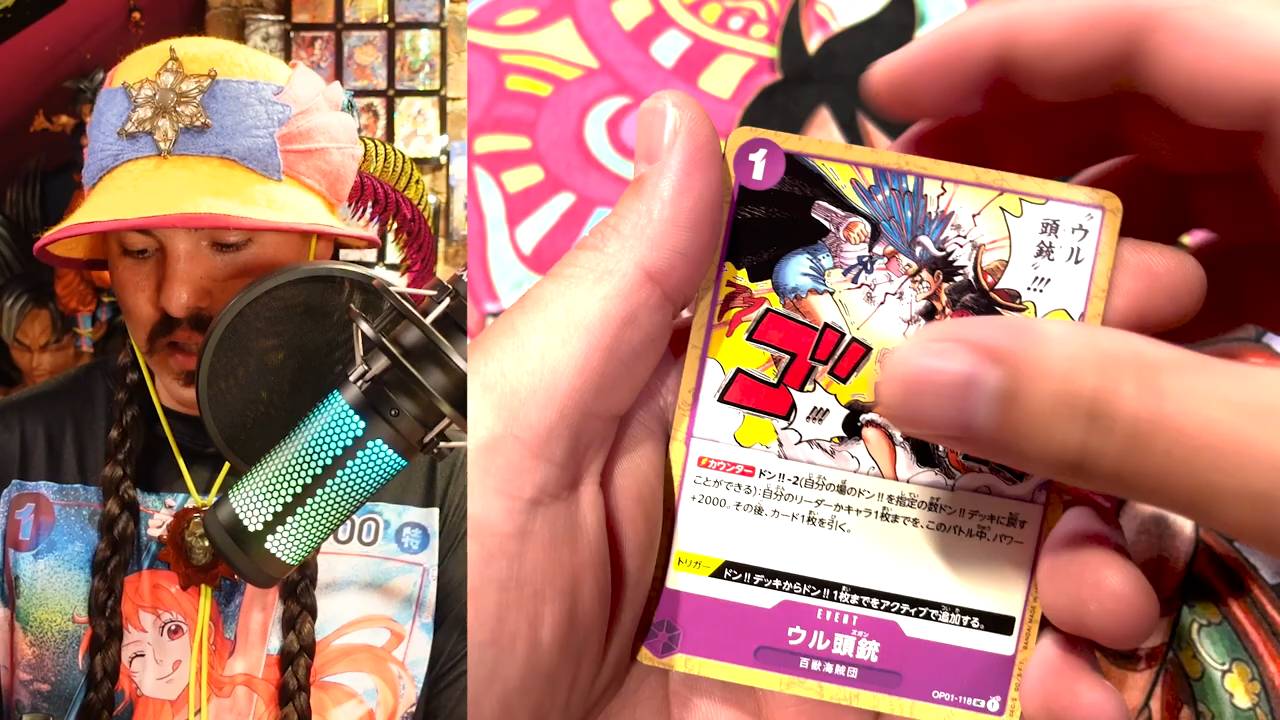 1
"ウル
頭銃"
!!!
ゴ
!!!
カウンター ドン!!-2(自分の場のドン!!を指定の数ドン!!デッキに戻す
ことができる):自分のリーダーかキャラ1枚までを、このバトル中、パワー
+2000。その後、カード1枚を引く。
トリガー ドン!!デッキからドン!!1枚までをアクティブで追加する。
EVENT
ウル頭銃
百獣海賊団
OP01-118
1
000
特